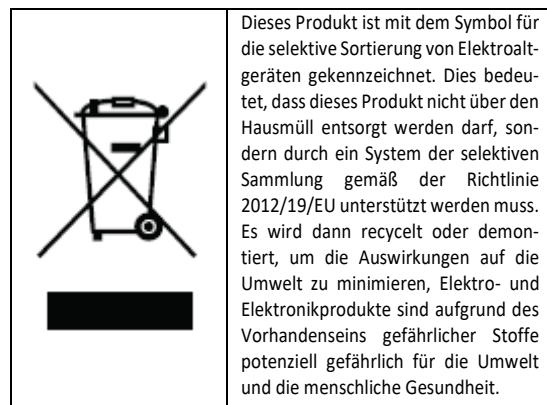 Dieses Produkt ist mit dem Symbol für
die selektive Sortierung von Elektroalt-
geräten gekennzeichnet. Dies bedeu-
tet, dass dieses Produkt nicht über den
Hausmüll entsorgt werden darf, son-
dern durch ein System der selektiven
Sammlung gemäß der Richtlinie
2012/19/EU unterstützt werden muss.
Es wird dann recycelt oder demon-
tiert, um die Auswirkungen auf die
Umwelt zu minimieren, Elektro- und
Elektronikprodukte sind aufgrund des
Vorhandenseins gefährlicher Stoffe
potenziell gefährlich für die Umwelt
und die menschliche Gesundheit.